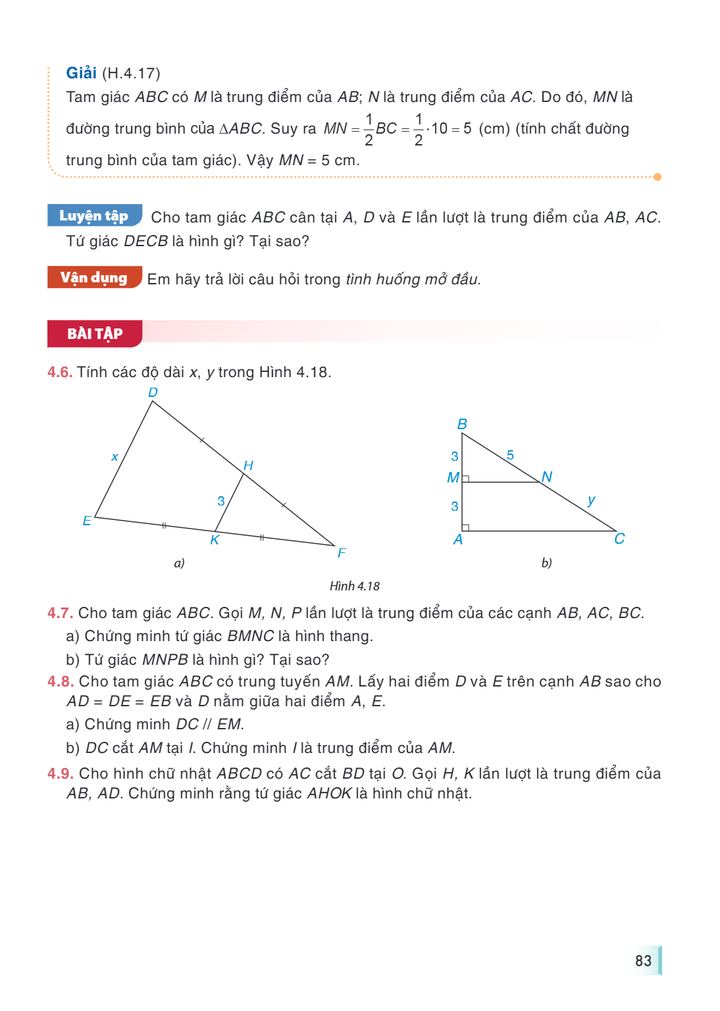 Giải (H.4.17)
Tam giác ABC có M là trung điểm của AB; N là trung điểm của AC. Do đó, MN là
đường trung bình của ∆ABC. Suy ra MN = 1/2 BC = 1/2 · 10 = 5 (cm) (tính chất đường
trung bình của tam giác). Vậy MN = 5 cm.
Luyện tập Cho tam giác ABC cân tại A, D và E lần lượt là trung điểm của AB, AC.
Tứ giác DECB là hình gì? Tại sao?
Vận dụng Em hãy trả lời câu hỏi trong tình huống mở đầu.
BÀI TẬP
4.6. Tính các độ dài x, y trong Hình 4.18.
D
x
H
3
E
K
F
a)
B
3
5
M
N
3
y
A
C
b)
Hình 4.18
4.7. Cho tam giác ABC. Gọi M, N, P lần lượt là trung điểm của các cạnh AB, AC, BC.
a) Chứng minh tứ giác BMNC là hình thang.
b) Tứ giác MNPB là hình gì? Tại sao?
4.8. Cho tam giác ABC có trung tuyến AM. Lấy hai điểm D và E trên cạnh AB sao cho
AD = DE = EB và D nằm giữa hai điểm A, E.
a) Chứng minh DC // EM.
b) DC cắt AM tại I. Chứng minh I là trung điểm của AM.
4.9. Cho hình chữ nhật ABCD có AC cắt BD tại O. Gọi H, K lần lượt là trung điểm của
AB, AD. Chứng minh rằng tứ giác AHOK là hình chữ nhật.
83